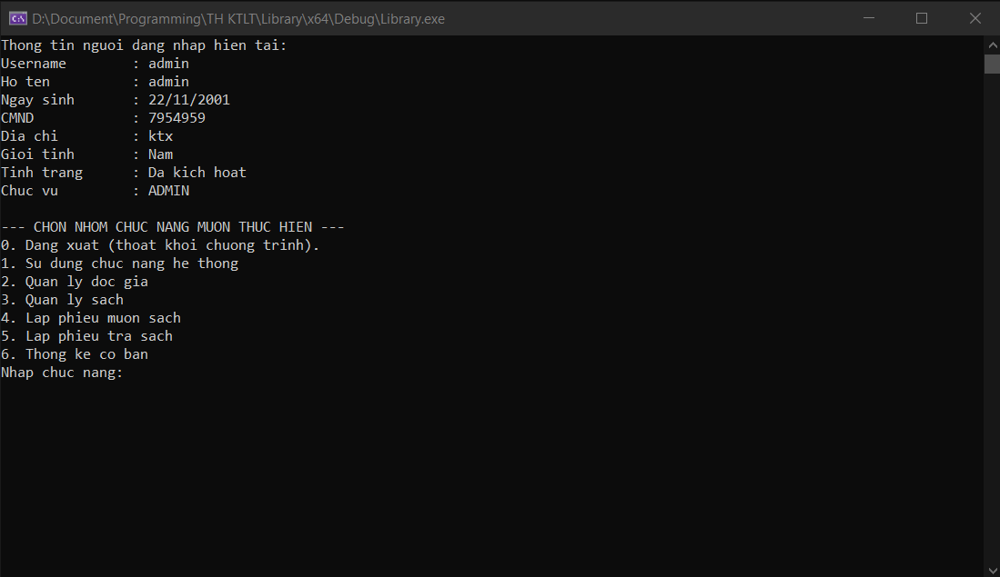 D:\Document\Programming\TH KTLT\Library\x64\Debug\Library.exe
Thong tin nguoi dang nhap hien tai:
Username        : admin
Ho ten          : admin
Ngay sinh       : 22/11/2001
CMND            : 7954959
Dia chi         : ktx
Gioi tinh       : Nam
Tinh trang      : Da kich hoat
Chuc vu         : ADMIN

--- CHON NHOM CHUC NANG MUON THUC HIEN ---
0. Dang xuat (thoat khoi chuong trinh).
1. Su dung chuc nang he thong
2. Quan ly doc gia
3. Quan ly sach
4. Lap phieu muon sach
5. Lap phieu tra sach
6. Thong ke co ban
Nhap chuc nang: